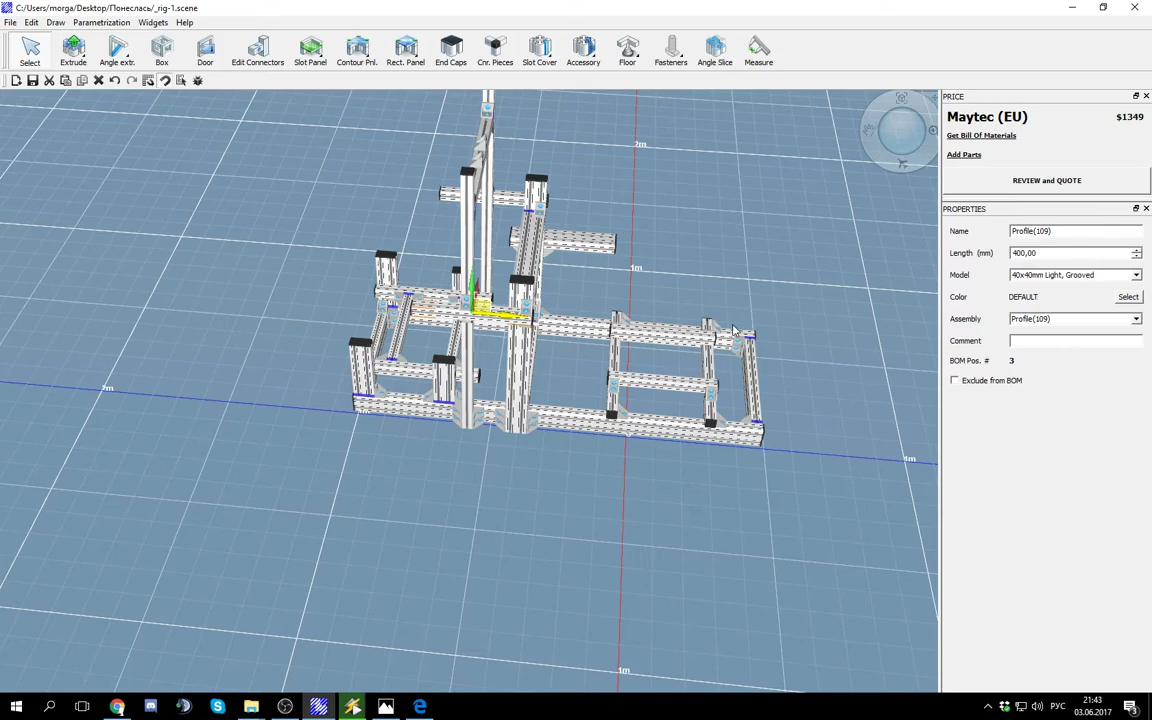 C:/Users/morga/Desktop/Понеслась/_rig-1.scene
File Edit Draw Parametrization Widgets Help
Select Extrude Angle extr. Box Door Edit Connectors Slot Panel Contour Pnl. Rect. Panel End Caps Cnr. Pieces Slot Cover Accessory Floor Fasteners Angle Slice Measure
PRICE
Maytec (EU) $1349
Get Bill Of Materials
Add Parts
REVIEW and QUOTE
PROPERTIES
Name Profile(109)
Length (mm) 400,00
Model 40x40mm Light, Grooved
Color DEFAULT Select
Assembly Profile(109)
Comment
BOM Pos. # 3
Exclude from BOM
2m
1m
2m
1m
1m
РУС
21:43
03.06.2017
3